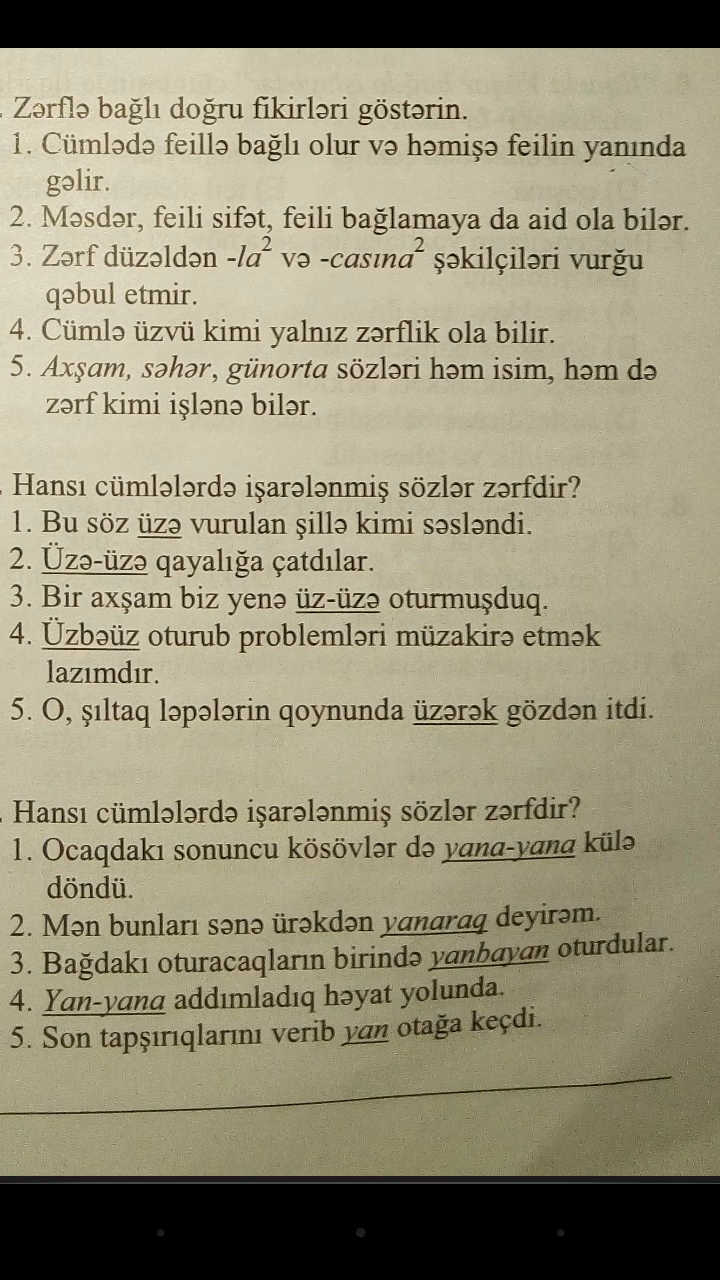 . Zərflə bağlı doğru fikirləri göstərin.
1. Cümlədə feillə bağlı olur və həmişə feilin yanında
gəlir.
2. Məsdər, feili sifət, feili bağlamaya da aid ola bilər.
3. Zərf düzəldən -la² və -casına² şəkilçiləri vurğu
qəbul etmir.
4. Cümlə üzvü kimi yalnız zərflik ola bilir.
5. Axşam, səhər, günorta sözləri həm isim, həm də
zərf kimi işlənə bilər.
. Hansı cümlələrdə işarələnmiş sözlər zərfdir?
1. Bu söz üzə vurulan şillə kimi səsləndi.
2. Üzə-üzə qayalığa çatdılar.
3. Bir axşam biz yenə üz-üzə oturmuşduq.
4. Üzbəüz oturub problemləri müzakirə etmək
lazımdır.
5. O, şıltaq ləpələrin qoynunda üzərək gözdən itdi.
. Hansı cümlələrdə işarələnmiş sözlər zərfdir?
1. Ocaqdakı sonuncu kösövlər də yana-yana külə
döndü.
2. Mən bunları sənə ürəkdən yanaraq deyirəm.
3. Bağdakı oturacaqların birində yanbayan oturdular.
4. Yan-yana addımladıq həyat yolunda.
5. Son tapşırıqlarını verib yan otağa keçdi.